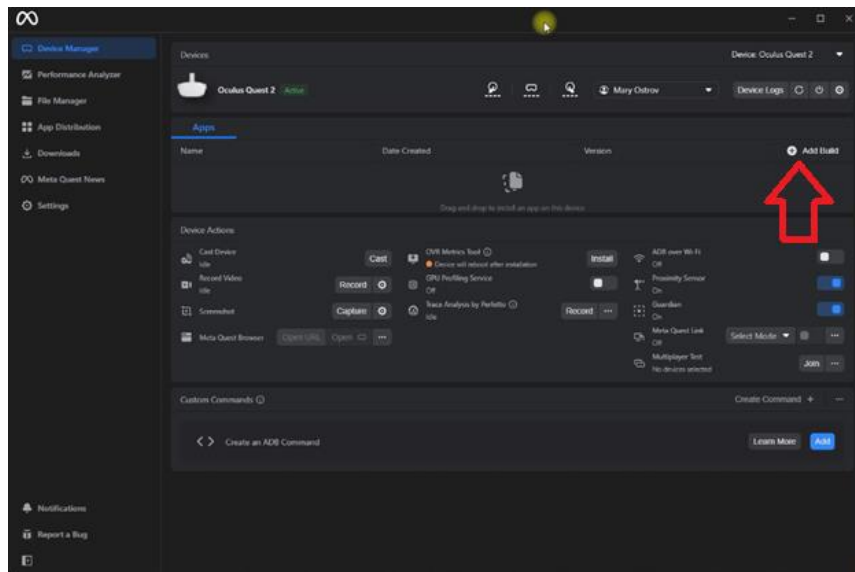 Device Manager
Performance Analyzer
File Manager
App Distribution
Downloads
Meta Quest News
Settings
Notifications
Report a Bug
Devices
Device: Oculus Quest 2
Oculus Quest 2 Active
Mary Ostrov
Device Logs
Apps
Name Date Created Version Add Build
Drag and drop to install an app on this device
Device Actions
Cast Device
Idle
Cast
Record Video
Idle
Record
Screenshot
Capture
Meta Quest Browser
Open URL Open
OVR Metrics Tool
Device will reboot after installation
Install
GPU Profiling Service
Off
Trace Analysis by Perfetto
Idle
Record
ADB over Wi-Fi
Off
Proximity Sensor
On
Guardian
On
Meta Quest Link
Off
Select Mode
Multiplayer Test
No devices selected
Join
Custom Commands
Create Command +
Create an ADB Command
Learn More
Add